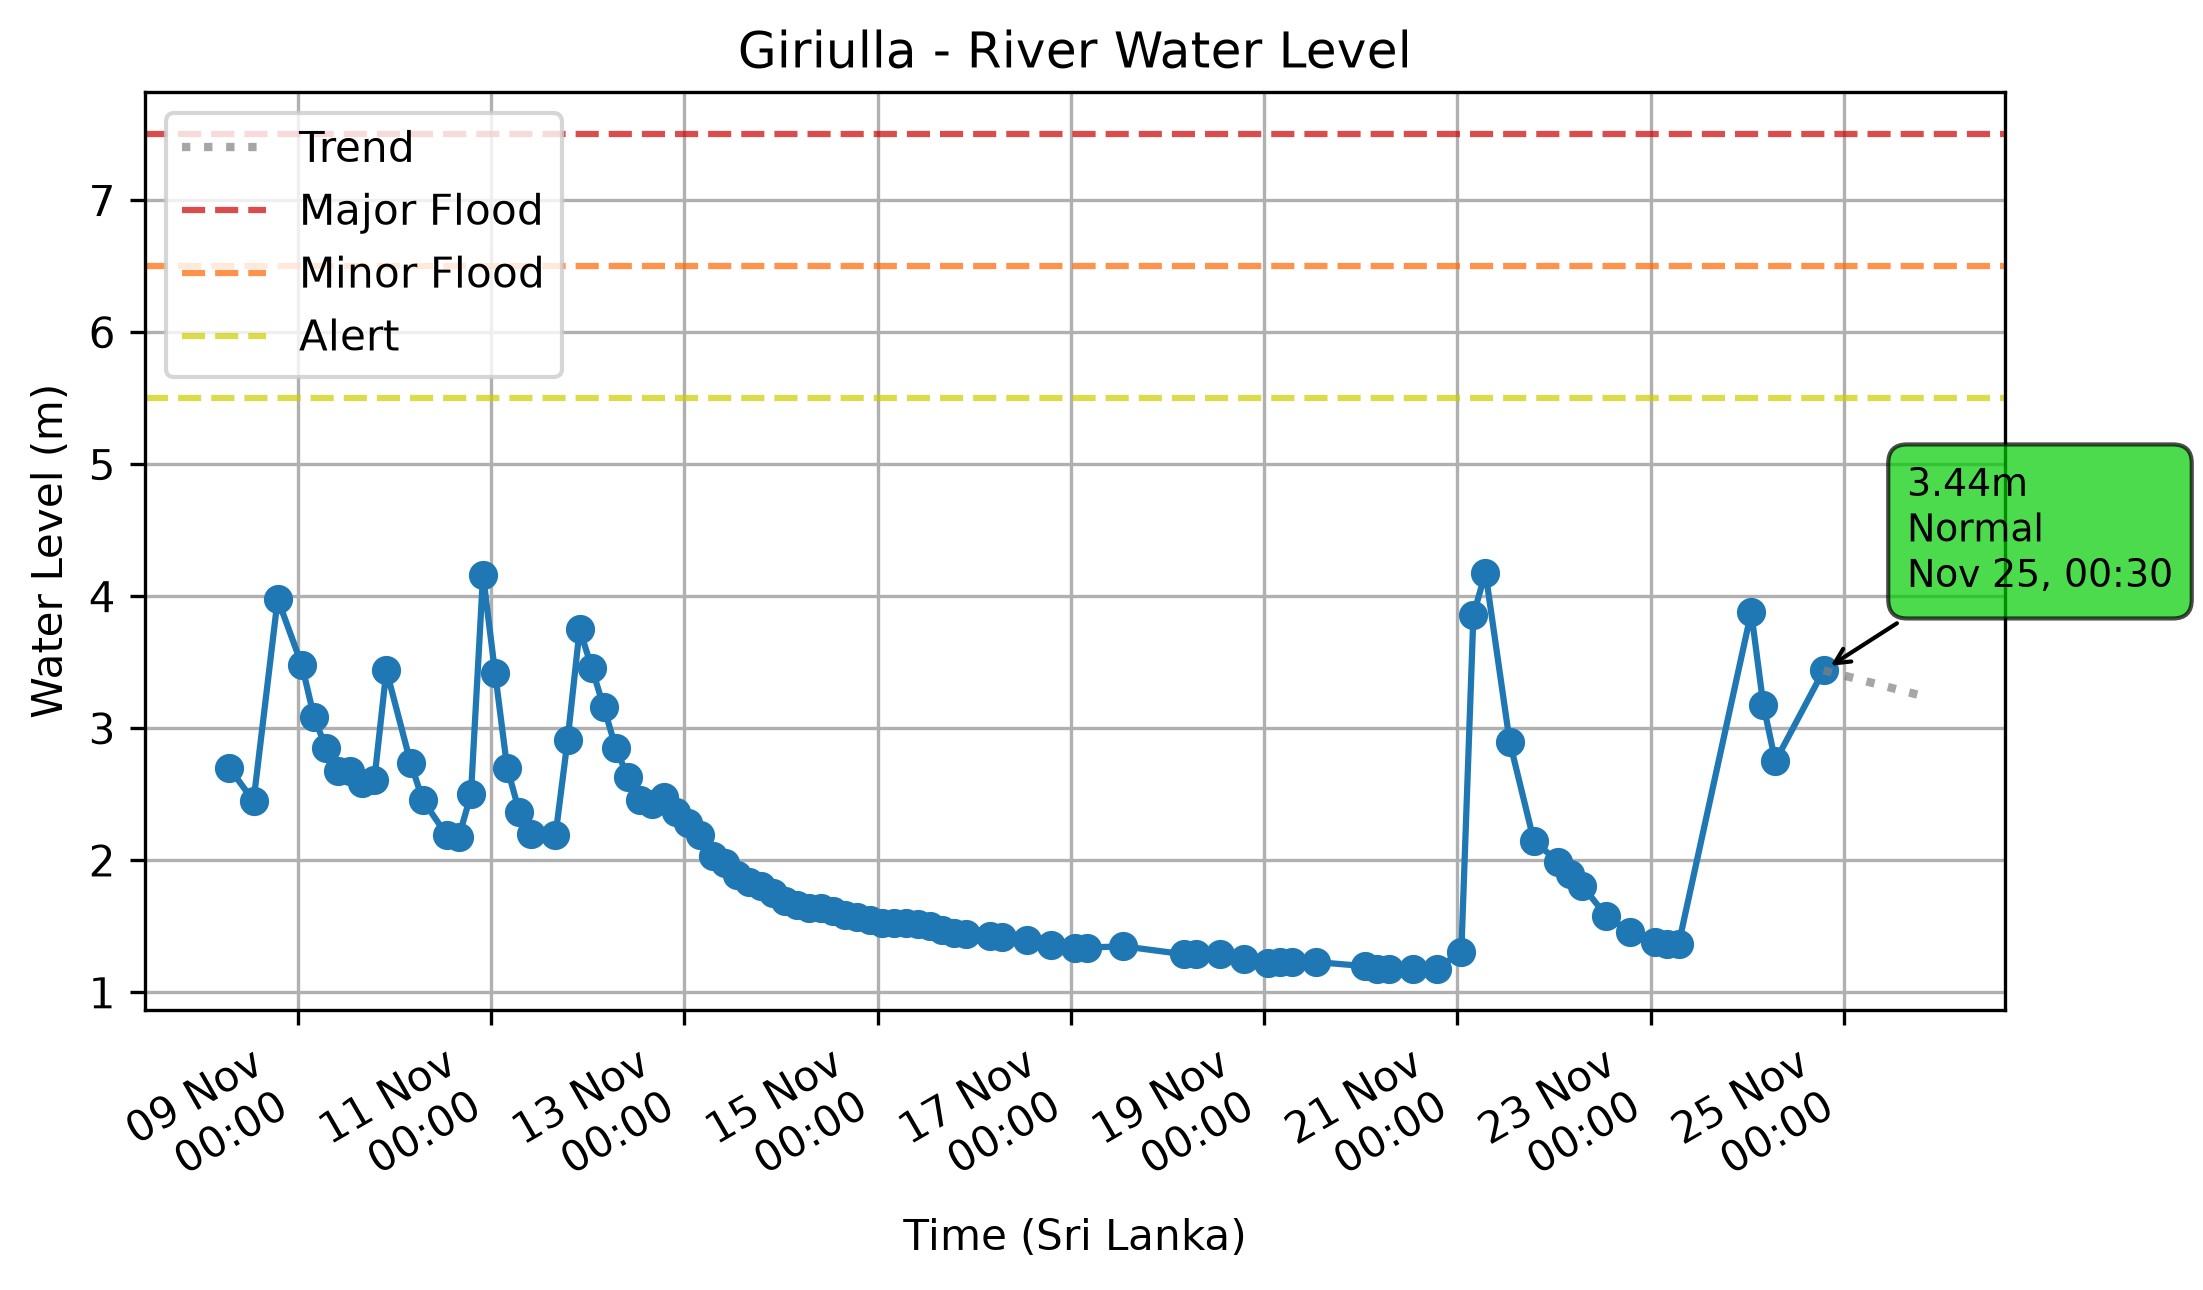 Giriulla - River Water Level
Trend
Major Flood
Minor Flood
Alert
Water Level (m)
7
6
5
4
3
2
1
3.44m
Normal
Nov 25, 00:30
09 Nov
00:00
11 Nov
00:00
13 Nov
00:00
15 Nov
00:00
17 Nov
00:00
19 Nov
00:00
21 Nov
00:00
23 Nov
00:00
25 Nov
00:00
Time (Sri Lanka)